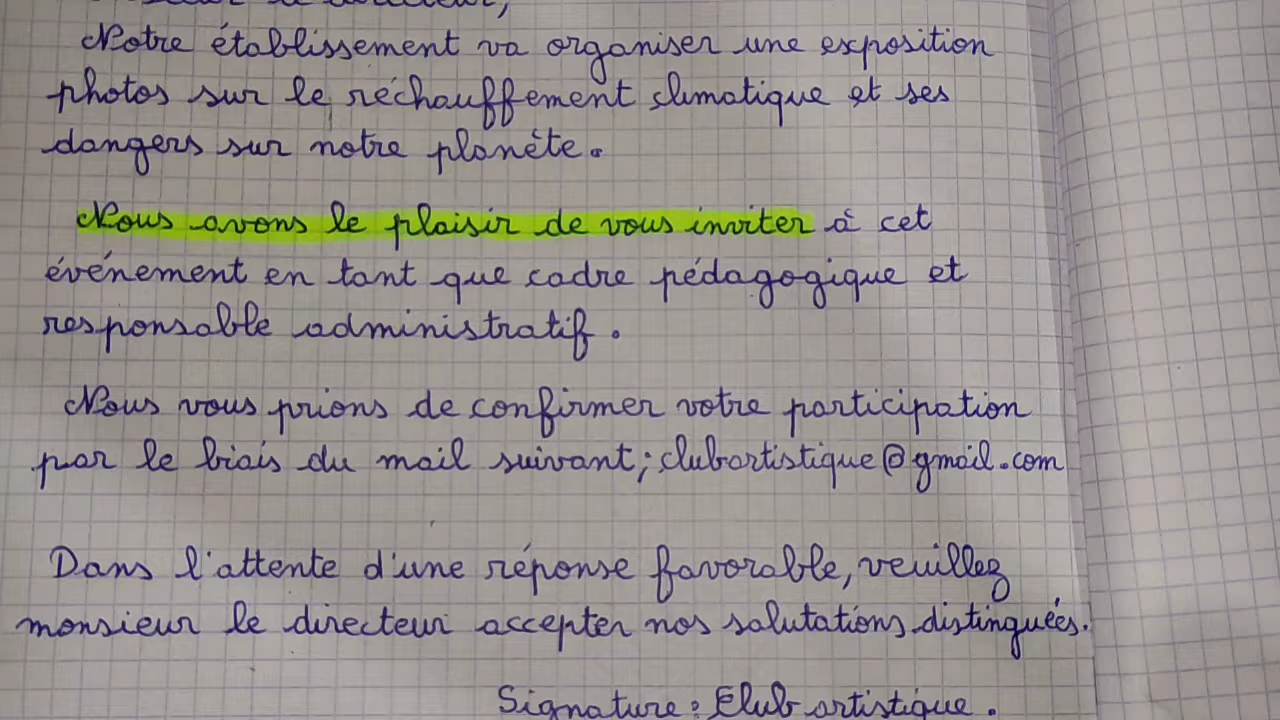 le directeur,
Notre établissement va organiser une exposition
photos sur le réchauffement climatique et ses
dangers sur notre planète.
Nous avons le plaisir de vous inviter à cet
événement en tant que cadre pédagogique et
responsable administratif.
Nous vous prions de confirmer votre participation
par le biais du mail suivant; clubartistique@gmail.com
Dans l'attente d'une réponse favorable, veuillez
monsieur le directeur accepter nos salutations distinguées.
Signature: Club artistique.